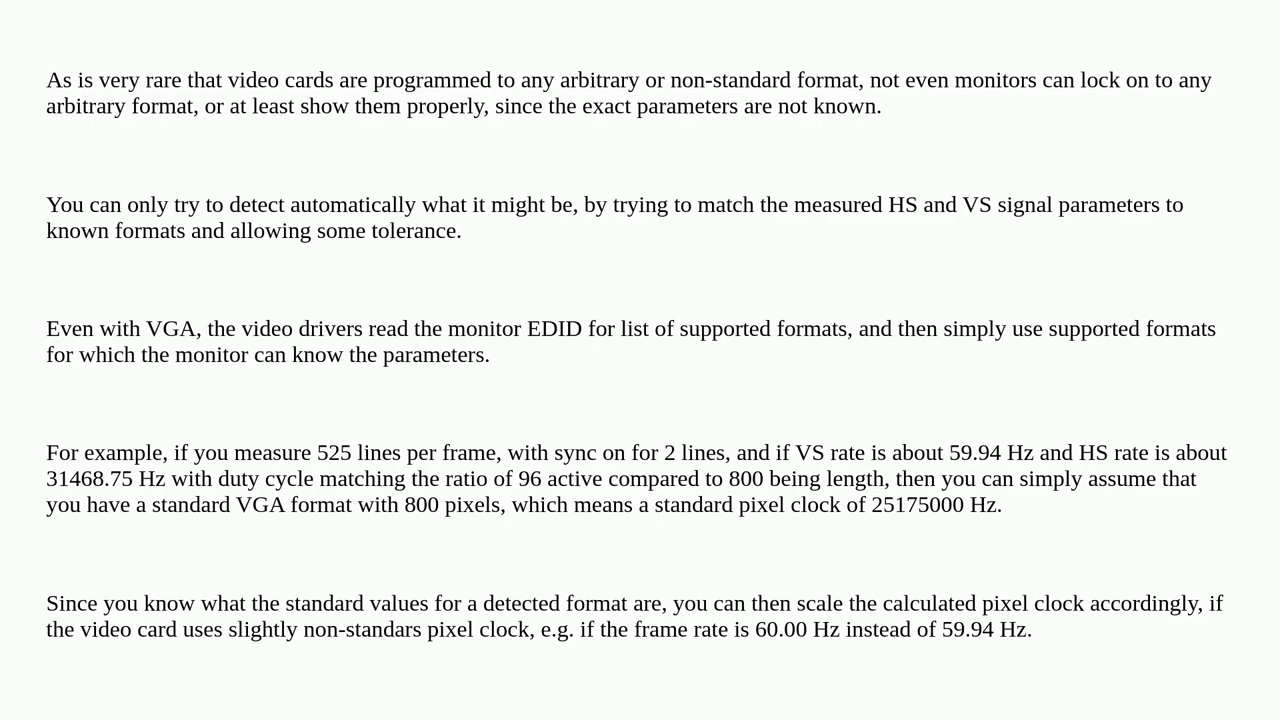 As is very rare that video cards are programmed to any arbitrary or non-standard format, not even monitors can lock on to any
arbitrary format, or at least show them properly, since the exact parameters are not known.
You can only try to detect automatically what it might be, by trying to match the measured HS and VS signal parameters to
known formats and allowing some tolerance.
Even with VGA, the video drivers read the monitor EDID for list of supported formats, and then simply use supported formats
for which the monitor can know the parameters.
For example, if you measure 525 lines per frame, with sync on for 2 lines, and if VS rate is about 59.94 Hz and HS rate is about
31468.75 Hz with duty cycle matching the ratio of 96 active compared to 800 being length, then you can simply assume that
you have a standard VGA format with 800 pixels, which means a standard pixel clock of 25175000 Hz.
Since you know what the standard values for a detected format are, you can then scale the calculated pixel clock accordingly, if
the video card uses slightly non-standars pixel clock, e.g. if the frame rate is 60.00 Hz instead of 59.94 Hz.